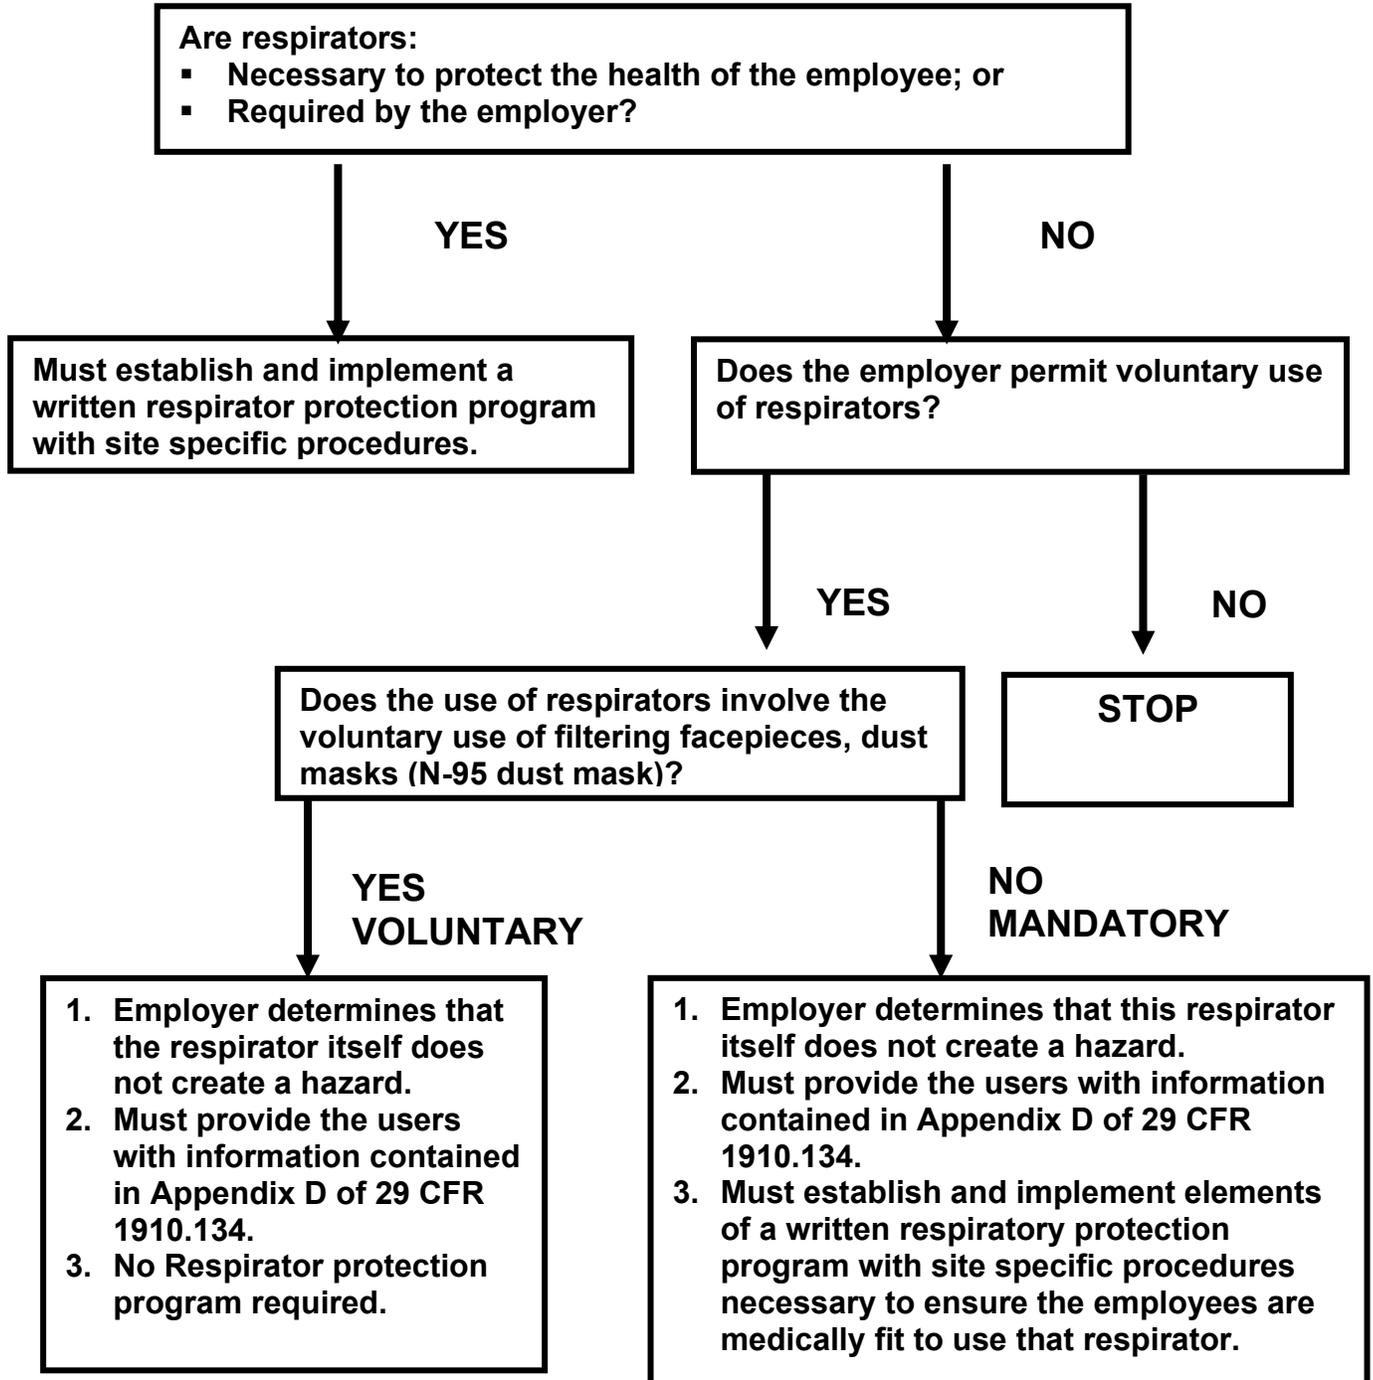 Are respirators:
▪ Necessary to protect the health of the employee; or
▪ Required by the employer?
YES
NO
Must establish and implement a
written respirator protection program
with site specific procedures.
Does the employer permit voluntary use
of respirators?
YES
NO
Does the use of respirators involve the
voluntary use of filtering facepieces, dust
masks (N-95 dust mask)?
STOP
YES
VOLUNTARY
NO
MANDATORY
1. Employer determines that
the respirator itself does
not create a hazard.
2. Must provide the users
with information contained
in Appendix D of 29 CFR
1910.134.
3. No Respirator protection
program required.
1. Employer determines that this respirator
itself does not create a hazard.
2. Must provide the users with information
contained in Appendix D of 29 CFR
1910.134.
3. Must establish and implement elements
of a written respiratory protection
program with site specific procedures
necessary to ensure the employees are
medically fit to use that respirator.